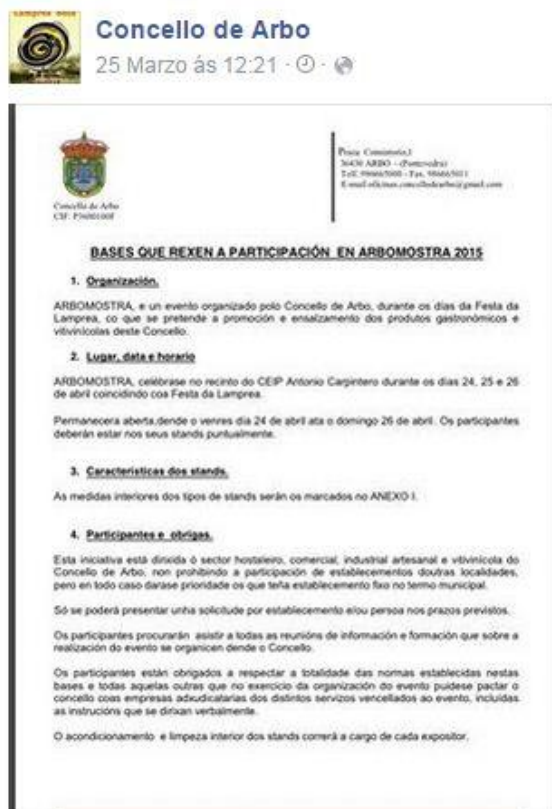 Concello de Arbo
25 Marzo ás 12:21
Concello de Arbo
36430 ARBO - (Pontevedra)
BASES QUE REXEN A PARTICIPACIÓN EN ARBOMOSTRA 2015
1. Organización.
ARBOMOSTRA, e un evento organizado polo Concello de Arbo, durante os días da Festa da
Lamprea, co que se pretende a promoción e ensalzamento dos produtos gastronómicos e
vitivinícolas deste Concello.
2. Lugar, data e horario
ARBOMOSTRA, celébrase no recinto do CEIP Antonio Carpintero durante os días 24, 25 e 26
de abril coincidindo coa Festa da Lamprea.
Permanecera aberta,dende o venres día 24 de abril ata o domingo 26 de abril. Os participantes
deberán estar nos seus stands puntualmente.
3. Características dos stands.
As medidas interiores dos tipos de stands serán os marcados no ANEXO I.
4. Participantes e obrigas.
Esta iniciativa está dirixida ó sector hostaleiro, comercial, industrial artesanal e vitivinícola do
Concello de Arbo, non prohibindo a participación de establecementos doutras localidades,
pero en todo caso darase prioridade os que teña establecemento fixo no termo municipal.
Só se poderá presentar unha solicitude por establecemento e/ou persoa nos prazos previstos.
Os participantes procurarán asistir a todas as reunións de información e formación que sobre a
realización do evento se organicen dende o Concello.
Os participantes están obrigados a respectar a totalidade das normas establecidas nestas
bases e todas aquelas outras que no exercicio da organización do evento puidese pactar o
concello coas empresas adxudicatarias dos distintos servizos vencellados ao evento, incluídas
as instrucións que se dirixan verbalmente.
O acondicionamento e limpeza interior dos stands correrá a cargo de cada expositor.